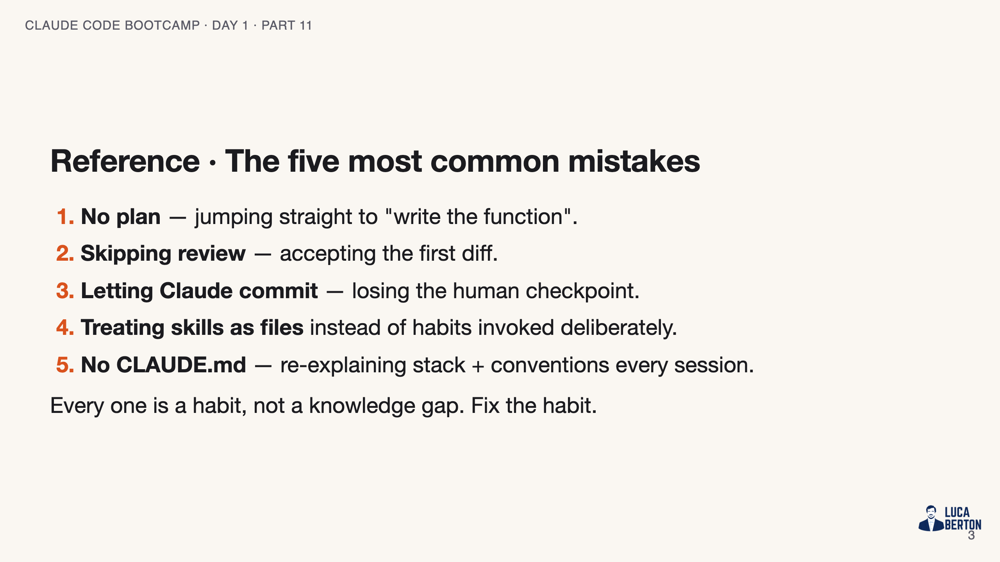 CLAUDE CODE BOOTCAMP · DAY 1 · PART 11
Reference · The five most common mistakes
1. No plan — jumping straight to "write the function".
2. Skipping review — accepting the first diff.
3. Letting Claude commit — losing the human checkpoint.
4. Treating skills as files instead of habits invoked deliberately.
5. No CLAUDE.md — re-explaining stack + conventions every session.
Every one is a habit, not a knowledge gap. Fix the habit.
LUCA
BERTON
3